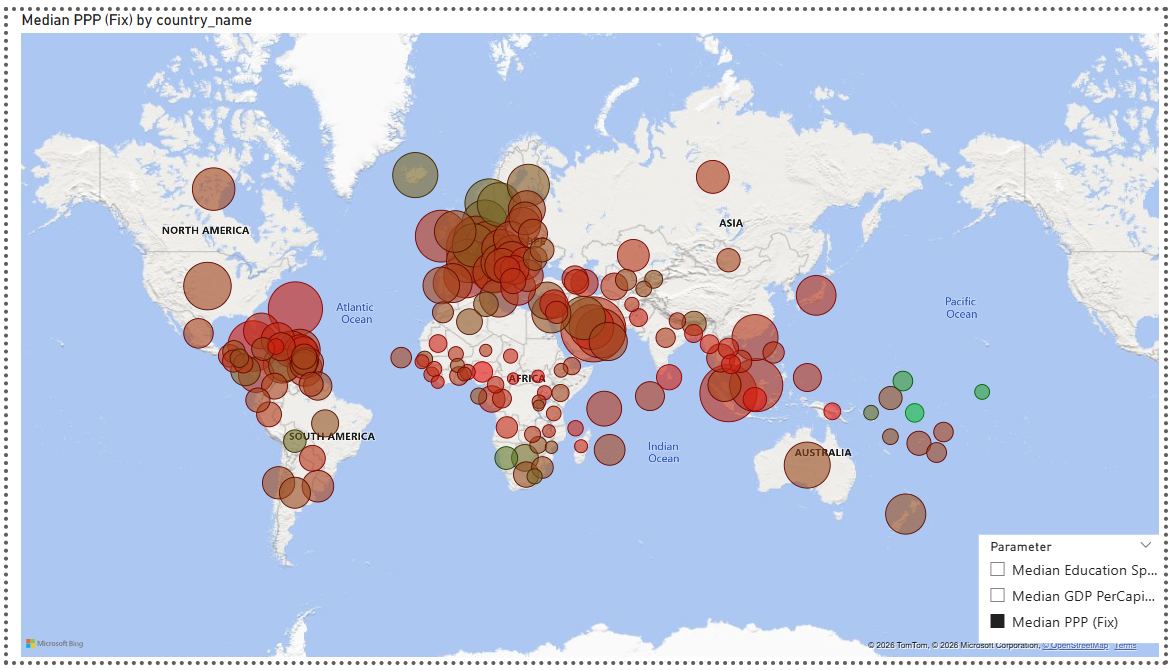 Median PPP (Fix) by country_name
NORTH AMERICA
ASIA
Atlantic
Ocean
Pacific
Ocean
AFRICA
SOUTH AMERICA
Indian
Ocean
AUSTRALIA
Parameter
Median Education Sp...
Median GDP PerCapi...
Median PPP (Fix)
Microsoft Bing
© 2026 TomTom, © 2026 Microsoft Corporation, © OpenStreetMap Terms